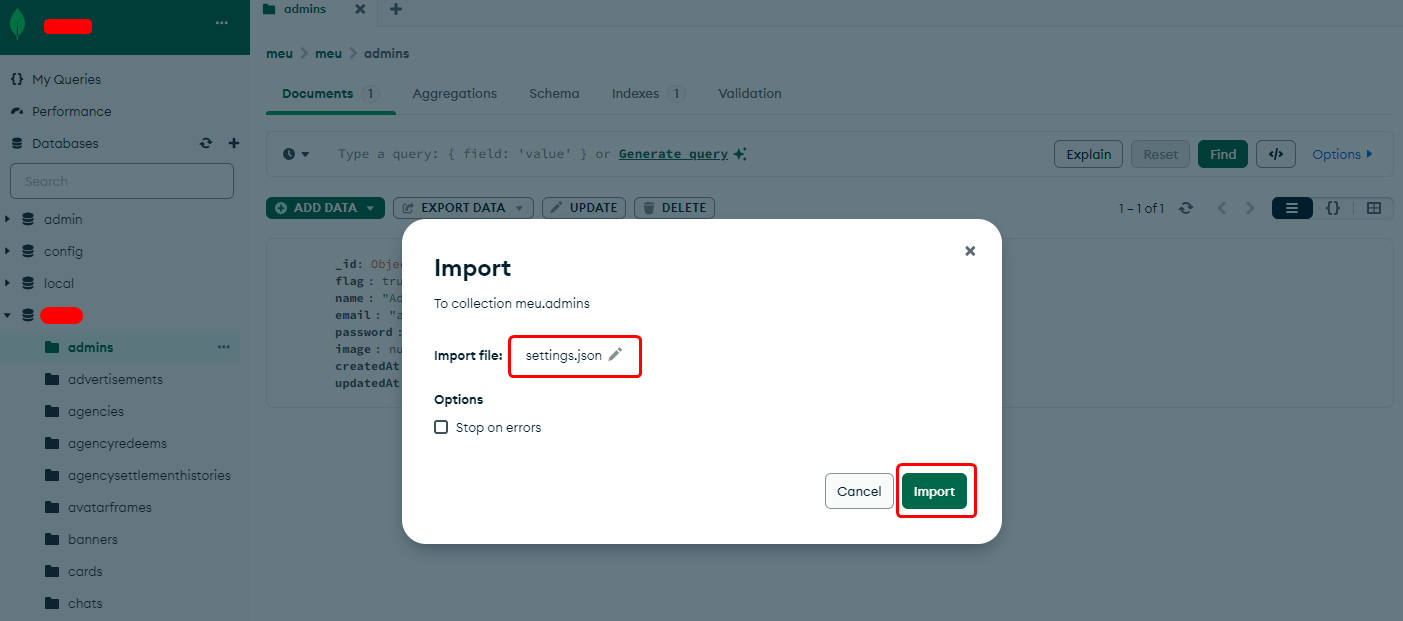 admins
meu
meu
admins
My Queries
Performance
Databases
Search
admin
config
local
admins
advertisements
agencies
agencyredeems
agencysettlementhistories
avatarframes
banners
cards
chats
Documents 1
Aggregations
Schema
Indexes 1
Validation
Type a query: { field: 'value' } or Generate query
Explain
Reset
Find
</>
Options
ADD DATA
EXPORT DATA
UPDATE
DELETE
1 – 1 of 1
{}
_id: Obje
flag : tru
name : "Ad
email : "a
password :
image : nu
createdAt
updatedAt
Import
To collection meu.admins
Import file: settings.json
Options
Stop on errors
Cancel
Import